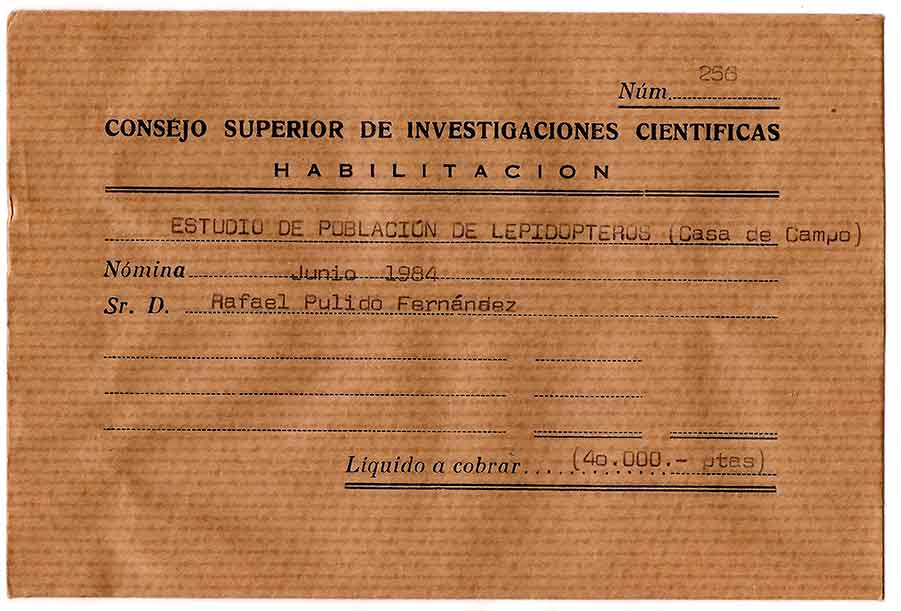 Núm. 256
CONSEJO SUPERIOR DE INVESTIGACIONES CIENTIFICAS
HABILITACION
ESTUDIO DE POBLACIÓN DE LEPIDOPTEROS (Casa de Campo)
Nómina Junio 1984
Sr. D. Rafael Pulido Fernández
Líquido a cobrar.... (40.000.- ptas)